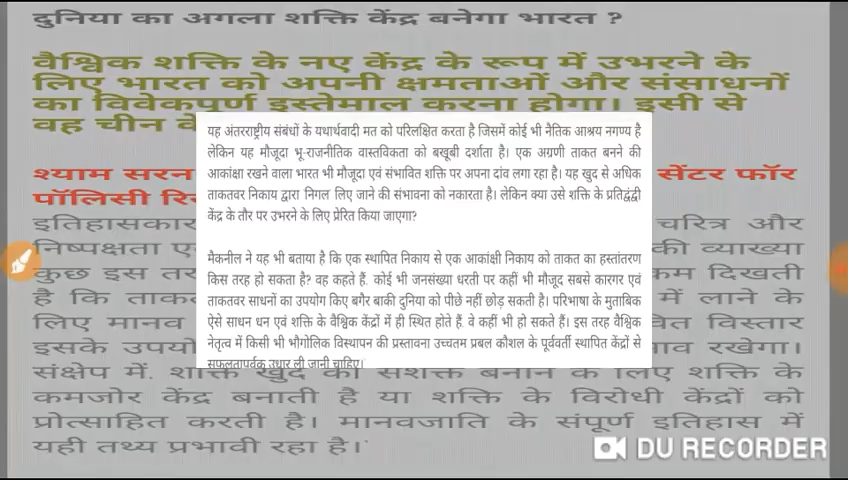 दुनिया का अगला शक्ति केंद्र बनेगा भारत ?
वैश्विक शक्ति के नए केंद्र के रूप में उभरने के
लिए भारत को अपनी क्षमताओं और संसाधनों
का विवेकपूर्ण इस्तेमाल करना होगा। इसी से
वह चीन
यह अंतरराष्ट्रीय संबंधों के यथार्थवादी मत को परिलक्षित करता है जिसमें कोई भी नैतिक आश्रय नगण्य है
लेकिन यह मौजूदा भू-राजनीतिक वास्तविकता को बखूबी दर्शाता है। एक अग्रणी ताकत बनने की
आकांक्षा रखने वाला भारत भी मौजूदा एवं संभावित शक्ति पर अपना दांव लगा रहा है। यह खुद से अधिक
ताकतवर निकाय द्वारा निगल लिए जाने की संभावना को नकारता है। लेकिन क्या उसे शक्ति के प्रतिद्वंद्वी
केंद्र के तौर पर उभरने के लिए प्रेरित किया जाएगा?
मैकनील ने यह भी बताया है कि एक स्थापित निकाय से एक आकांक्षी निकाय को ताकत का हस्तांतरण
किस तरह हो सकता है? वह कहते हैं, कोई भी जनसंख्या धरती पर कहीं भी मौजूद सबसे कारगर एवं
ताकतवर साधनों का उपयोग किए बगैर बाकी दुनिया को पीछे नहीं छोड़ सकती है। परिभाषा के मुताबिक
ऐसे साधन धन एवं शक्ति के वैश्विक केंद्रों में ही स्थित होते हैं, वे कहीं भी हो सकते हैं। इस तरह वैश्विक
नेतृत्व में किसी भी भौगोलिक विस्थापन की प्रस्तावना उच्चतम प्रबल कौशल के पूर्ववर्ती स्थापित केंद्रों से
सफलतापूर्वक उधार ली जानी चाहिए।
श्याम सरन सेंटर फॉर
पॉलिसी
इतिहासकार चरित्र और
निष्पक्षता की व्याख्या
कुछ इस दिखती
है कि में लाने के
लिए मानव विस्तार
इसके रखेगा।
संक्षेप में, शक्ति खुद को सशक्त बनाने के लिए शक्ति के
कमजोर केंद्र बनाती है या शक्ति के विरोधी केंद्रों को
प्रोत्साहित करती है। मानवजाति के संपूर्ण इतिहास में
यही तथ्य प्रभावी रहा है।
DU RECORDER